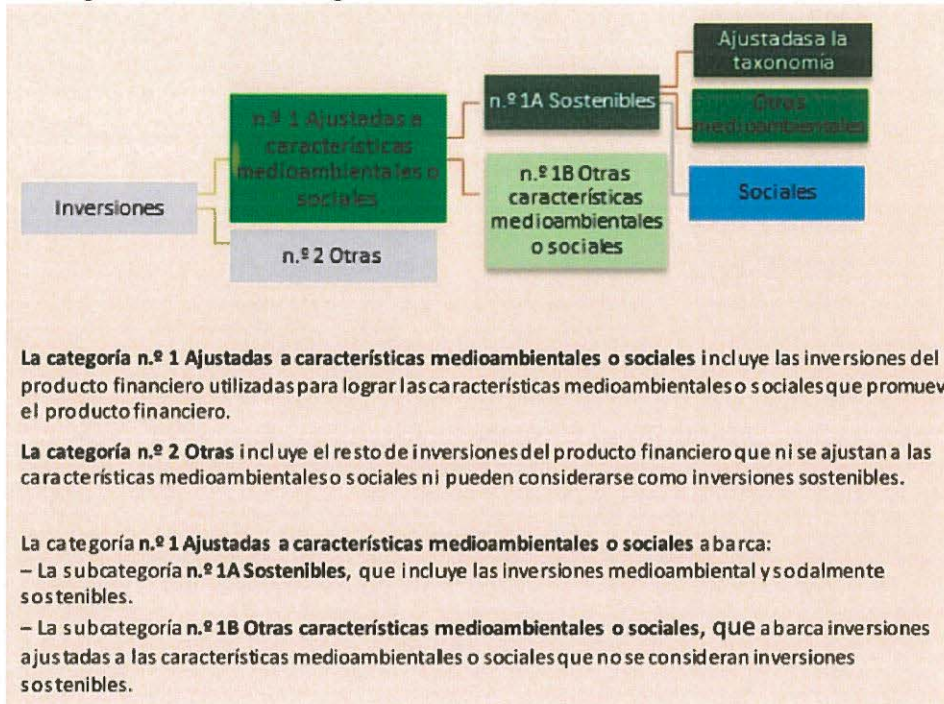 Ajustadas a la
taxonomía
n.º 1A Sostenibles
Otras
medioambientales
n.º 1 Ajustadas a
características
medioambientales o
sociales
n.º 1B Otras
características
medioambientales
o sociales
Sociales
Inversiones
n.º 2 Otras
La categoría n.º 1 Ajustadas a características medioambientales o sociales incluye las inversiones del
producto financiero utilizadas para lograr las características medioambientales o sociales que promuev
el producto financiero.
La categoría n.º 2 Otras incluye el resto de inversiones del producto financiero que ni se ajustan a las
características medioambientales o sociales ni pueden considerarse como inversiones sostenibles.
La categoría n.º 1 Ajustadas a características medioambientales o sociales abarca:
– La subcategoría n.º 1A Sostenibles, que incluye las inversiones medioambiental y socialmente
sostenibles.
– La subcategoría n.º 1B Otras características medioambientales o sociales, que abarca inversiones
ajustadas a las características medioambientales o sociales que no se consideran inversiones
sostenibles.